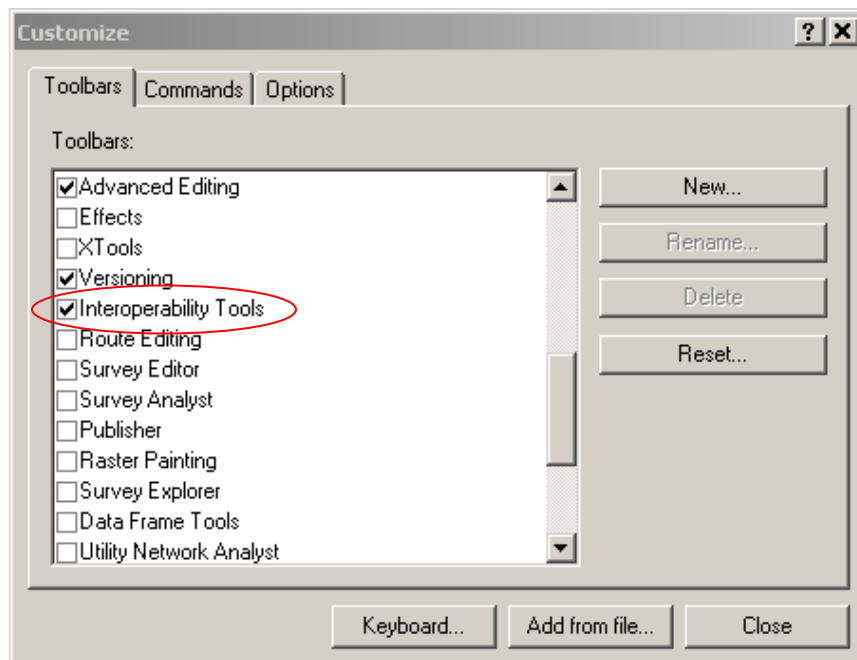 Customize
Toolbars Commands Options
Toolbars:
Advanced Editing
Effects
XTools
Versioning
Interoperability Tools
Route Editing
Survey Editor
Survey Analyst
Publisher
Raster Painting
Survey Explorer
Data Frame Tools
Utility Network Analyst
New...
Rename...
Delete
Reset...
Keyboard... Add from file... Close